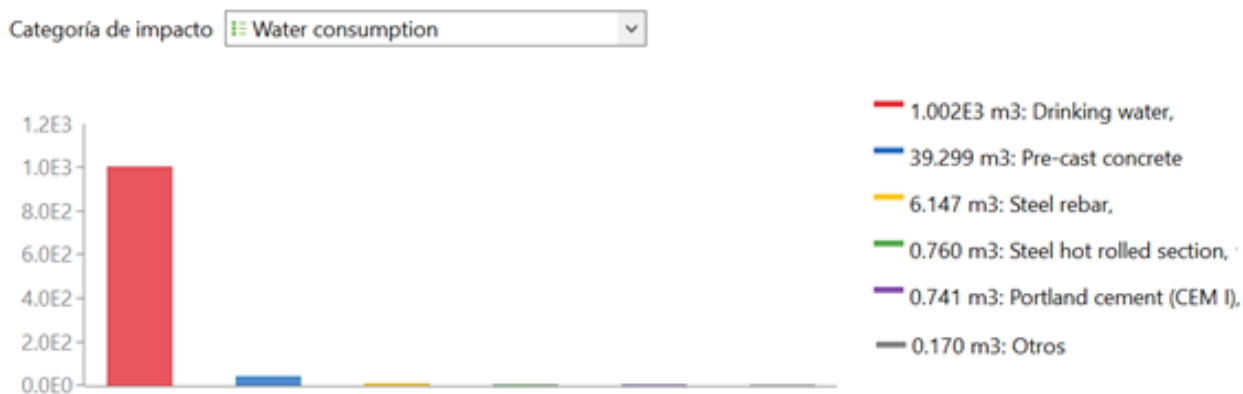 Categoría de impacto Water consumption
1.2E3
1.0E3
8.0E2
6.0E2
4.0E2
2.0E2
0.0E0
1.002E3 m3: Drinking water,
39.299 m3: Pre-cast concrete
6.147 m3: Steel rebar,
0.760 m3: Steel hot rolled section,
0.741 m3: Portland cement (CEM I),
0.170 m3: Otros